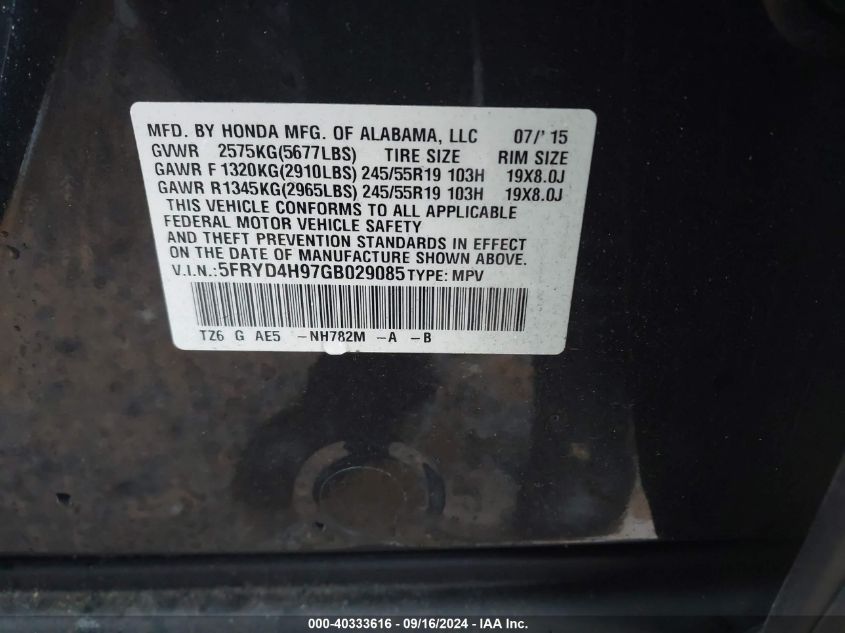 MFD. BY HONDA MFG. OF ALABAMA, LLC 07/'15
GVWR 2575KG(5677LBS) TIRE SIZE RIM SIZE
GAWR F 1320KG(2910LBS) 245/55R19 103H 19X8.0J
GAWR R1345KG(2965LBS) 245/55R19 103H 19X8.0J
THIS VEHICLE CONFORMS TO ALL APPLICABLE
FEDERAL MOTOR VEHICLE SAFETY
AND THEFT PREVENTION STANDARDS IN EFFECT
ON THE DATE OF MANUFACTURE SHOWN ABOVE.
V.I.N.:5FRYD4H97GB029085 TYPE: MPV
TZ6 G AE5 -NH782M -A -B
000-40333616 - 09/16/2024 - IAA Inc.